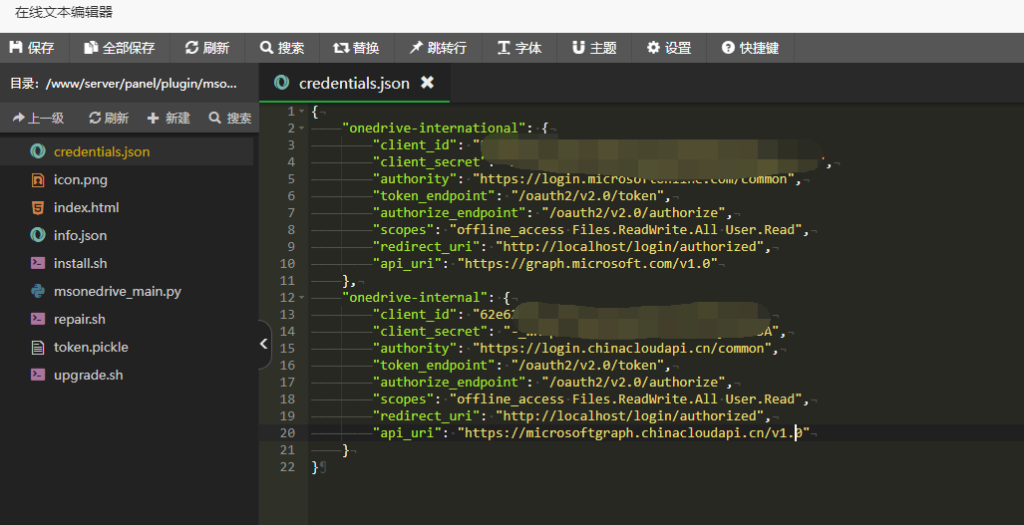 在线文本编辑器
保存 全部保存 刷新 搜索 替换 跳转行 字体 主题 设置 快捷键
目录: /www/server/panel/plugin/mso...
上一级 刷新 新建 搜索
credentials.json
icon.png
index.html
info.json
install.sh
msonedrive_main.py
repair.sh
token.pickle
upgrade.sh
credentials.json
1 {
2 "onedrive-international": {
3 "client_id": "
4 "client_secret": ",
5 "authority": "https://login.microsoftonline.com/common",
6 "token_endpoint": "/oauth2/v2.0/token",
7 "authorize_endpoint": "/oauth2/v2.0/authorize",
8 "scopes": "offline_access Files.ReadWrite.All User.Read",
9 "redirect_uri": "http://localhost/login/authorized",
10 "api_uri": "https://graph.microsoft.com/v1.0"
11 },
12 "onedrive-internal": {
13 "client_id": "62e6
14 "client_secret": "-_ A",
15 "authority": "https://login.chinacloudapi.cn/common",
16 "token_endpoint": "/oauth2/v2.0/token",
17 "authorize_endpoint": "/oauth2/v2.0/authorize",
18 "scopes": "offline_access Files.ReadWrite.All User.Read",
19 "redirect_uri": "http://localhost/login/authorized",
20 "api_uri": "https://microsoftgraph.chinacloudapi.cn/v1.0"
21 }
22 }